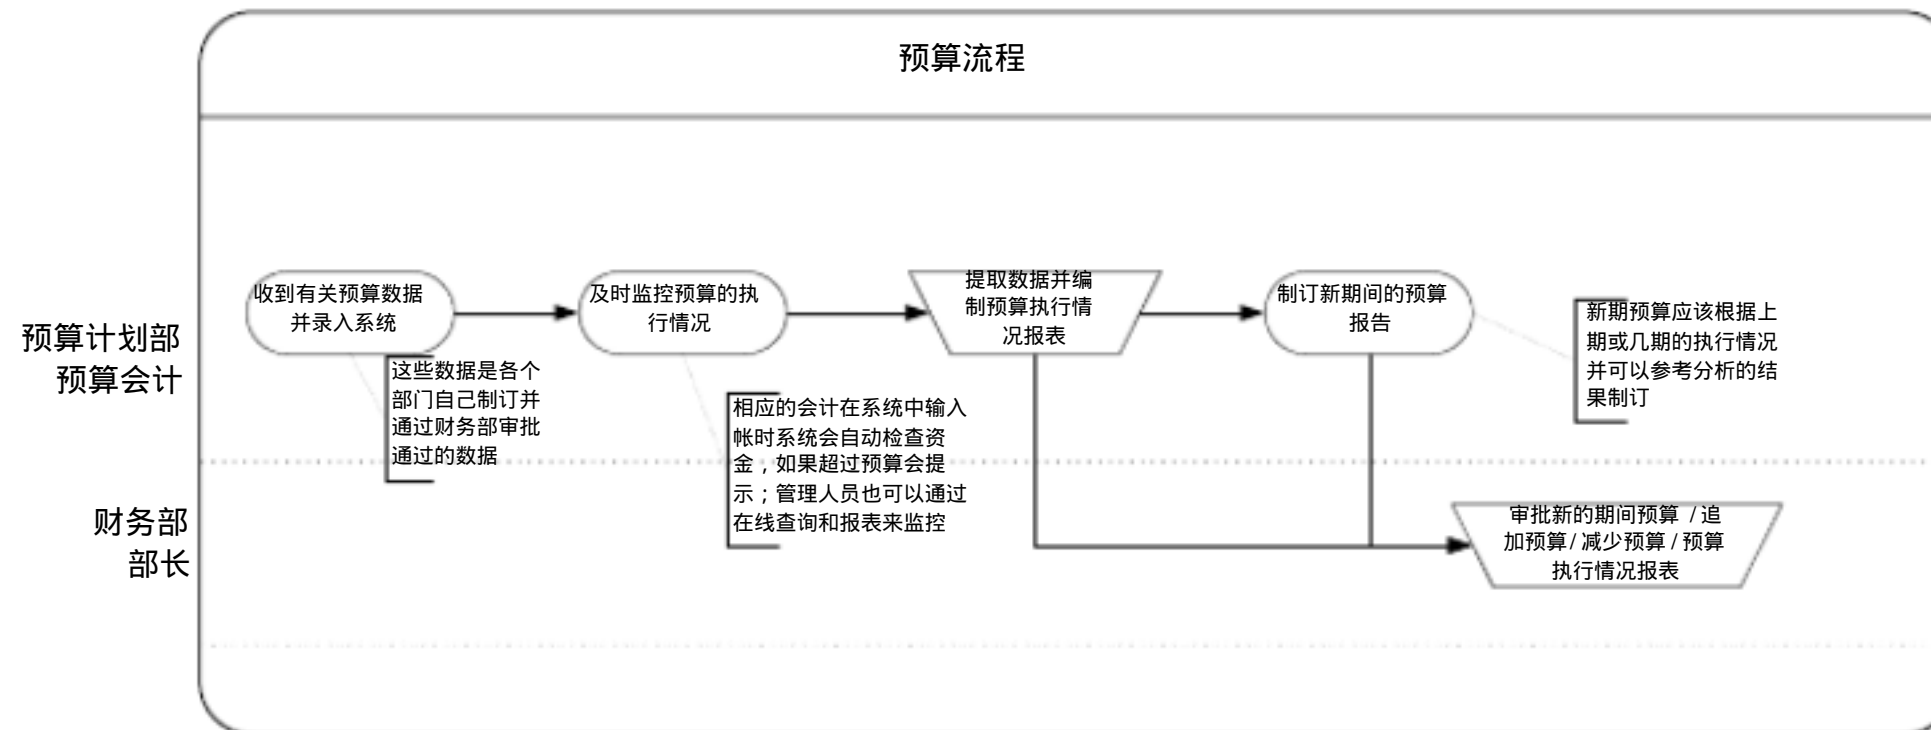 预算流程
预算计划部
预算会计
收到有关预算数据
并录入系统
及时监控预算的执
行情况
提取数据并编
制预算执行情
况报表
制订新期间的预算
报告
新期预算应该根据上
期或几期的执行情况
并可以参考分析的结
果制订
这些数据是各个
部门自己制订并
通过财务部审批
通过的数据
相应的会计在系统中输入
帐时系统会自动检查资
金，如果超过预算会提
示；管理人员也可以通过
在线查询和报表来监控
财务部
部长
审批新的期间预算 / 追
加预算/ 减少预算 / 预算
执行情况报表